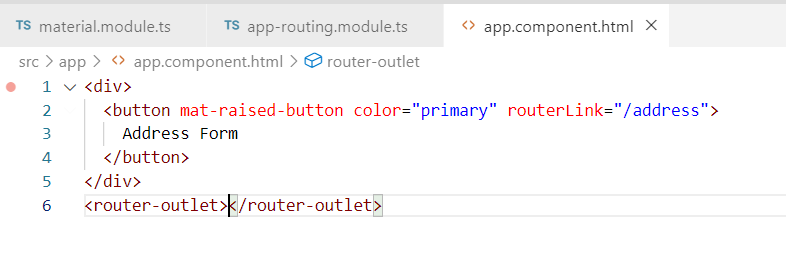 TS material.module.ts TS app-routing.module.ts <> app.component.html ×
src > app > <> app.component.html > router-outlet
1 <div>
2 <button mat-raised-button color="primary" routerLink="/address">
3 Address Form
4 </button>
5 </div>
6 <router-outlet></router-outlet>